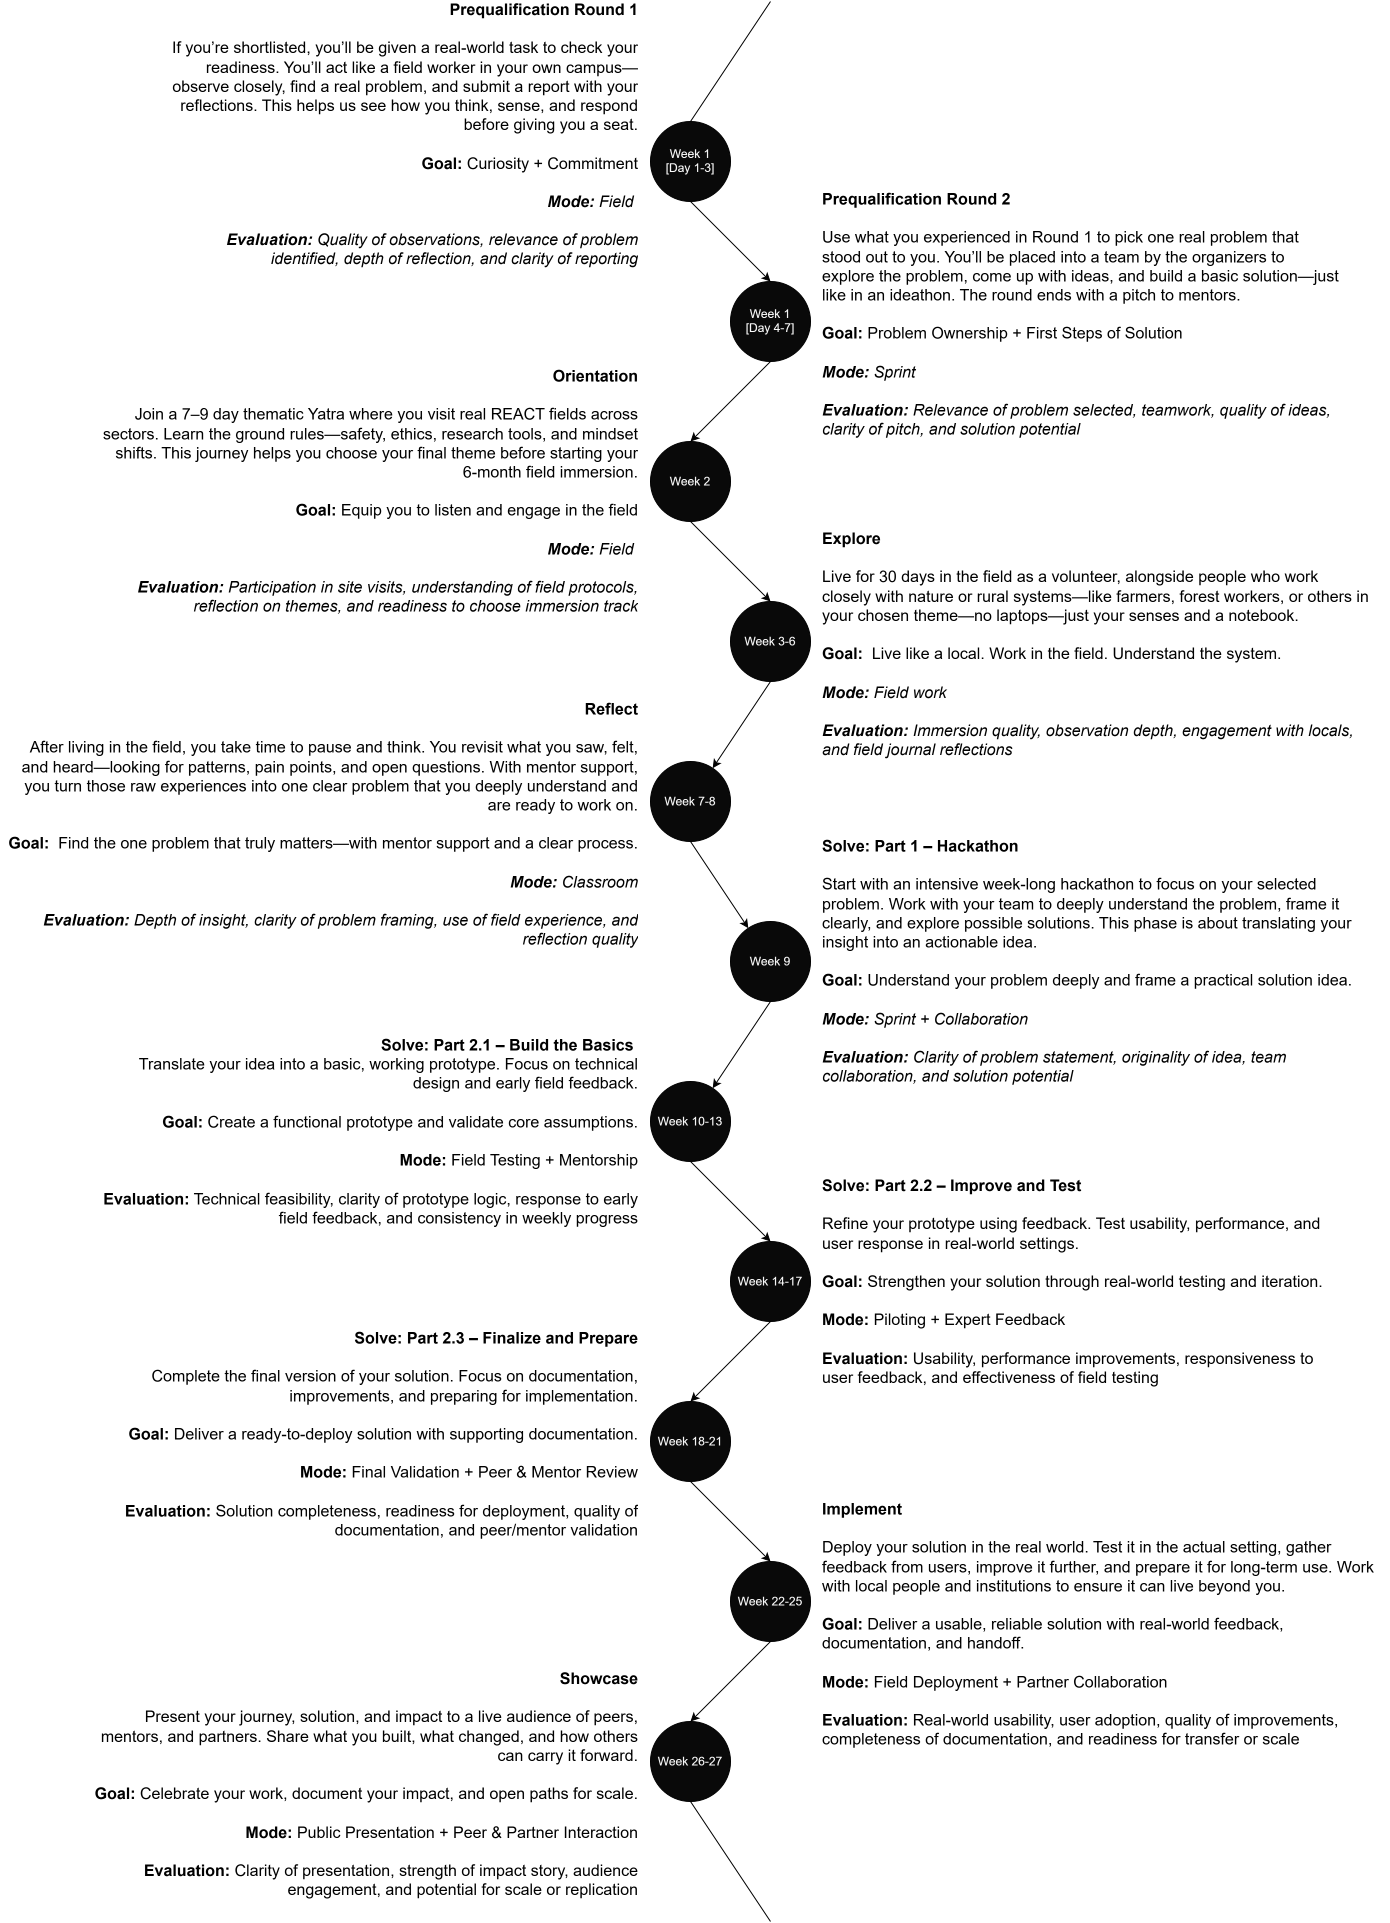 Prequalification Round 1
If you’re shortlisted, you’ll be given a real-world task to check your
readiness. You’ll act like a field worker in your own campus—
observe closely, find a real problem, and submit a report with your
reflections. This helps us see how you think, sense, and respond
before giving you a seat.
Goal: Curiosity + Commitment
Mode: Field
Evaluation: Quality of observations, relevance of problem
identified, depth of reflection, and clarity of reporting
Week 1
[Day 1-3]
Prequalification Round 2
Use what you experienced in Round 1 to pick one real problem that
stood out to you. You’ll be placed into a team by the organizers to
explore the problem, come up with ideas, and build a basic solution—just
like in an ideathon. The round ends with a pitch to mentors.
Goal: Problem Ownership + First Steps of Solution
Mode: Sprint
Evaluation: Relevance of problem selected, teamwork, quality of ideas,
clarity of pitch, and solution potential
Week 1
[Day 4-7]
Orientation
Join a 7–9 day thematic Yatra where you visit real REACT fields across
sectors. Learn the ground rules—safety, ethics, research tools, and mindset
shifts. This journey helps you choose your final theme before starting your
6-month field immersion.
Goal: Equip you to listen and engage in the field
Mode: Field
Evaluation: Participation in site visits, understanding of field protocols,
reflection on themes, and readiness to choose immersion track
Week 2
Explore
Live for 30 days in the field as a volunteer, alongside people who work
closely with nature or rural systems—like farmers, forest workers, or others in
your chosen theme—no laptops—just your senses and a notebook.
Goal: Live like a local. Work in the field. Understand the system.
Mode: Field work
Evaluation: Immersion quality, observation depth, engagement with locals,
and field journal reflections
Week 3-6
Reflect
After living in the field, you take time to pause and think. You revisit what you saw, felt,
and heard—looking for patterns, pain points, and open questions. With mentor support,
you turn those raw experiences into one clear problem that you deeply understand and
are ready to work on.
Goal: Find the one problem that truly matters—with mentor support and a clear process.
Mode: Classroom
Evaluation: Depth of insight, clarity of problem framing, use of field experience, and
reflection quality
Week 7-8
Solve: Part 1 – Hackathon
Start with an intensive week-long hackathon to focus on your selected
problem. Work with your team to deeply understand the problem, frame it
clearly, and explore possible solutions. This phase is about translating your
insight into an actionable idea.
Goal: Understand your problem deeply and frame a practical solution idea.
Mode: Sprint + Collaboration
Evaluation: Clarity of problem statement, originality of idea, team
collaboration, and solution potential
Week 9
Solve: Part 2.1 – Build the Basics
Translate your idea into a basic, working prototype. Focus on technical
design and early field feedback.
Goal: Create a functional prototype and validate core assumptions.
Mode: Field Testing + Mentorship
Evaluation: Technical feasibility, clarity of prototype logic, response to early
field feedback, and consistency in weekly progress
Week 10-13
Solve: Part 2.2 – Improve and Test
Refine your prototype using feedback. Test usability, performance, and
user response in real-world settings.
Goal: Strengthen your solution through real-world testing and iteration.
Mode: Piloting + Expert Feedback
Evaluation: Usability, performance improvements, responsiveness to
user feedback, and effectiveness of field testing
Week 14-17
Solve: Part 2.3 – Finalize and Prepare
Complete the final version of your solution. Focus on documentation,
improvements, and preparing for implementation.
Goal: Deliver a ready-to-deploy solution with supporting documentation.
Mode: Final Validation + Peer & Mentor Review
Evaluation: Solution completeness, readiness for deployment, quality of
documentation, and peer/mentor validation
Week 18-21
Implement
Deploy your solution in the real world. Test it in the actual setting, gather
feedback from users, improve it further, and prepare it for long-term use. Work
with local people and institutions to ensure it can live beyond you.
Goal: Deliver a usable, reliable solution with real-world feedback,
documentation, and handoff.
Mode: Field Deployment + Partner Collaboration
Evaluation: Real-world usability, user adoption, quality of improvements,
completeness of documentation, and readiness for transfer or scale
Week 22-25
Showcase
Present your journey, solution, and impact to a live audience of peers,
mentors, and partners. Share what you built, what changed, and how others
can carry it forward.
Goal: Celebrate your work, document your impact, and open paths for scale.
Mode: Public Presentation + Peer & Partner Interaction
Evaluation: Clarity of presentation, strength of impact story, audience
engagement, and potential for scale or replication
Week 26-27